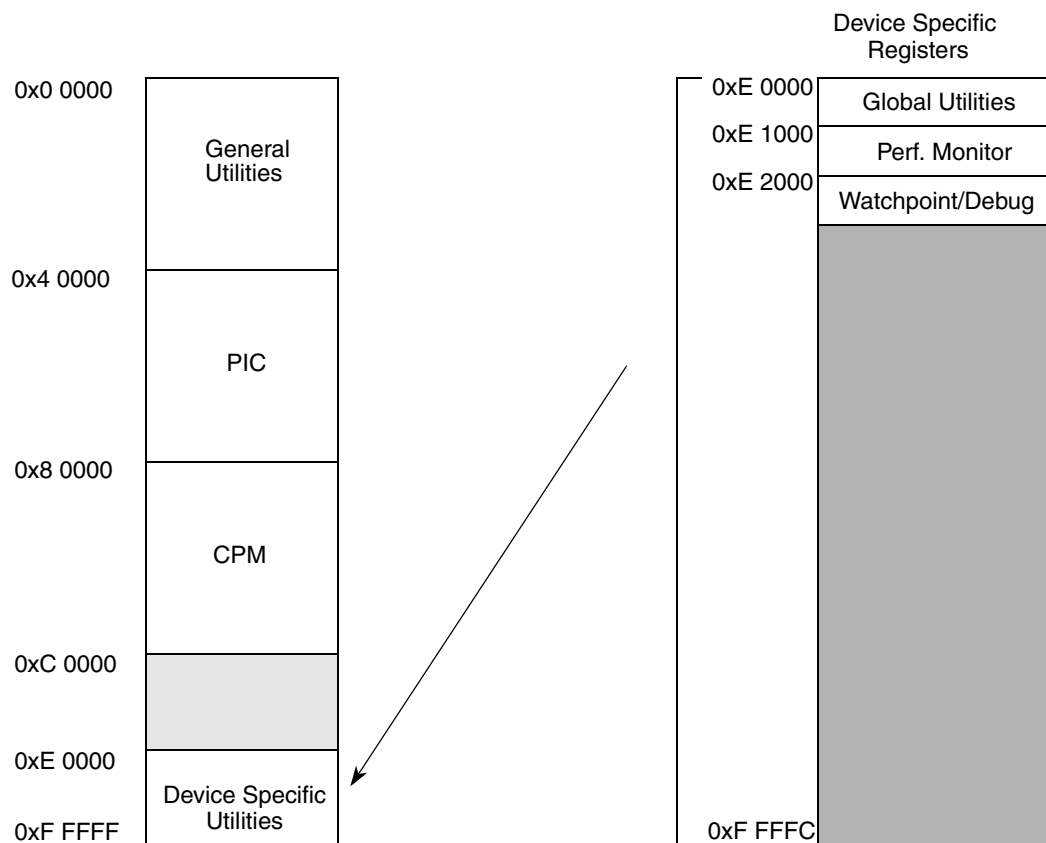 Device Specific
Registers
0x0 0000
General
Utilities
0x4 0000
PIC
0x8 0000
CPM
0xC 0000
0xE 0000
Device Specific
Utilities
0xF FFFF
0xE 0000
Global Utilities
0xE 1000
Perf. Monitor
0xE 2000
Watchpoint/Debug
0xF FFFC